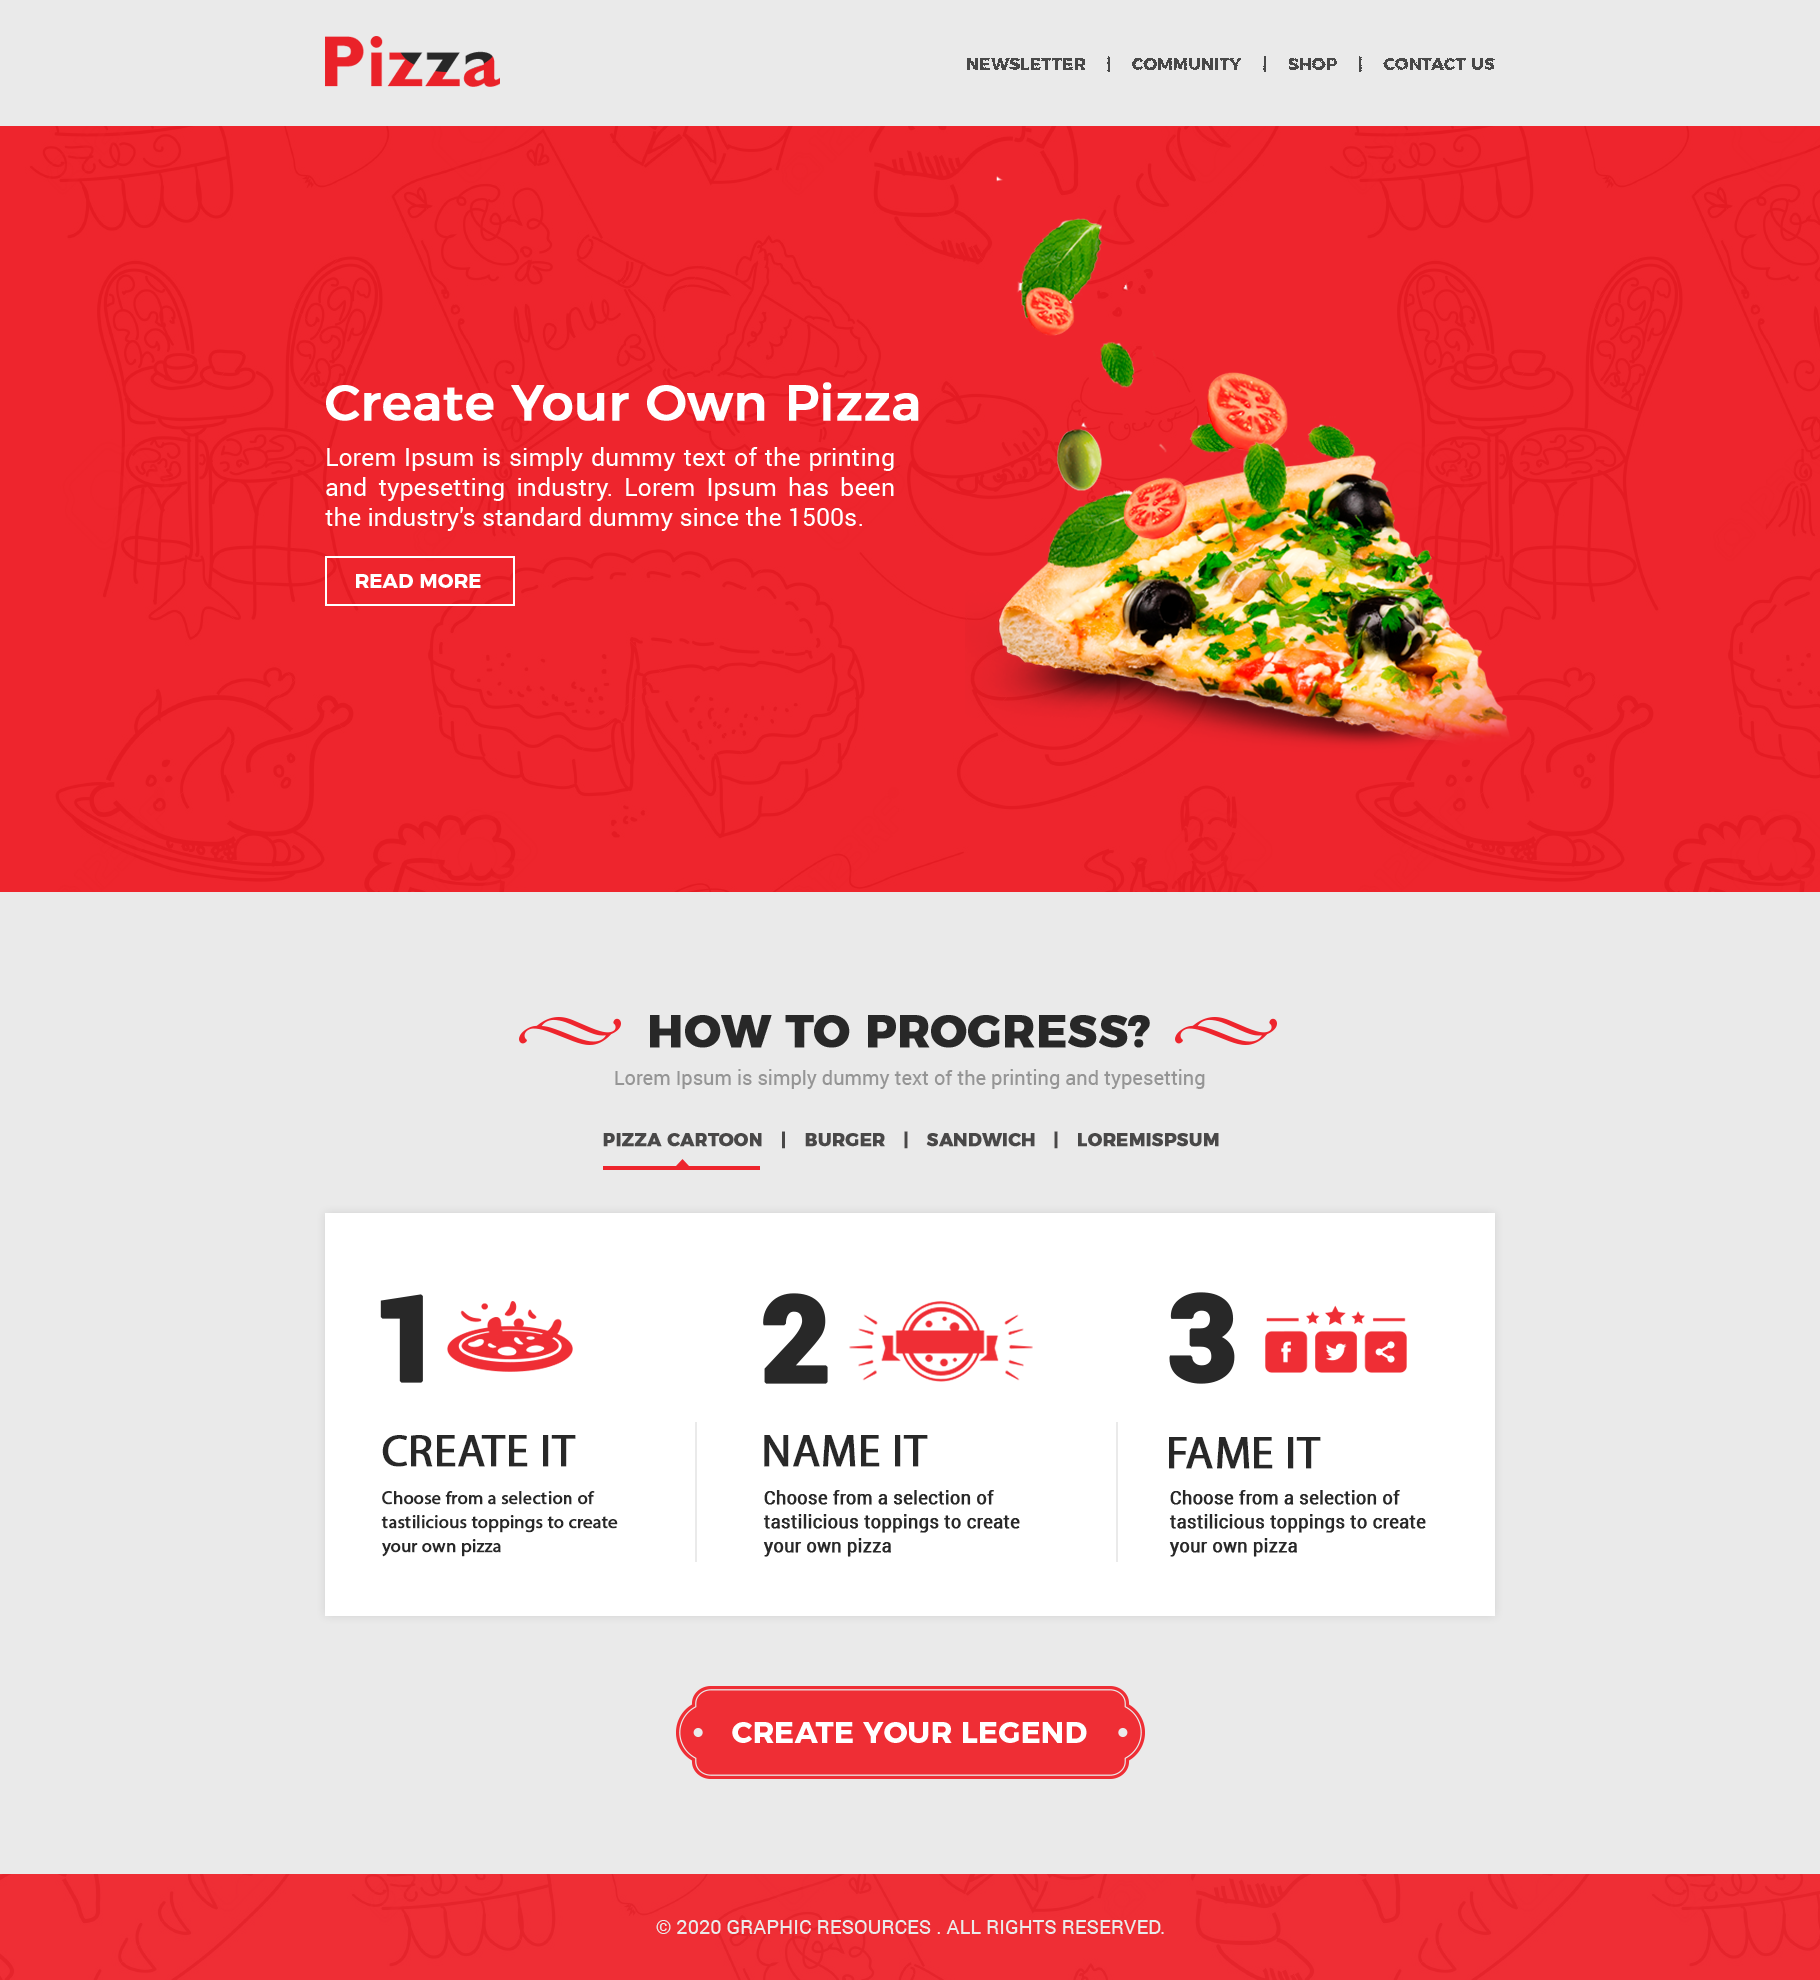 Pizza
NEWSLETTER | COMMUNITY | SHOP | CONTACT US
Menu
Create Your Own Pizza
Lorem Ipsum is simply dummy text of the printing
and typesetting industry. Lorem Ipsum has been
the industry's standard dummy since the 1500s.
READ MORE
HOW TO PROGRESS?
Lorem Ipsum is simply dummy text of the printing and typesetting
PIZZA CARTOON | BURGER | SANDWICH | LOREMISPSUM
1
CREATE IT
Choose from a selection of
tastilicious toppings to create
your own pizza
2
NAME IT
Choose from a selection of
tastilicious toppings to create
your own pizza
3
f
FAME IT
Choose from a selection of
tastilicious toppings to create
your own pizza
CREATE YOUR LEGEND
© 2020 GRAPHIC RESOURCES . ALL RIGHTS RESERVED.